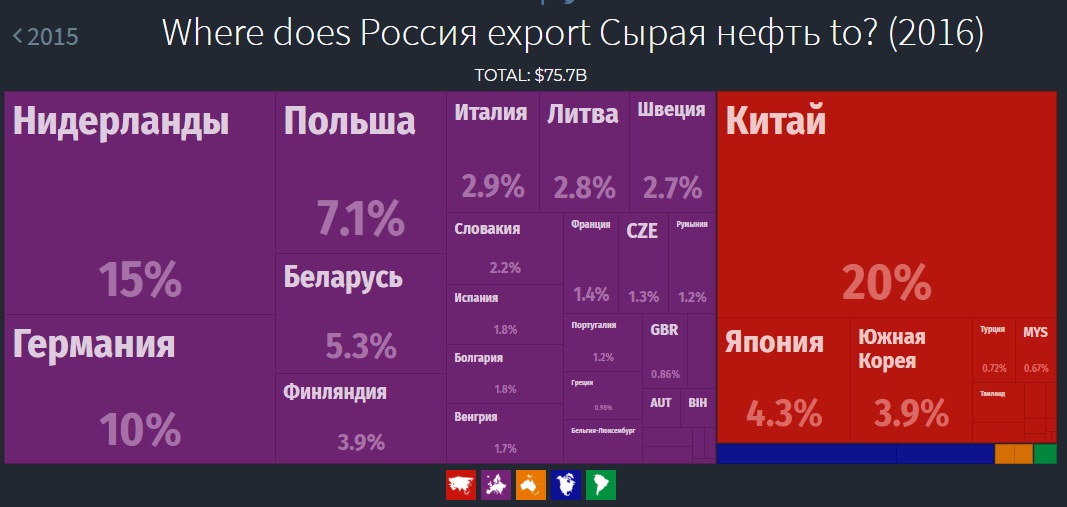 2015
Where does Россия export Сырая нефть to? (2016)
TOTAL: $75.7B
Нидерланды
15%
Германия
10%
Польша
7.1%
Беларусь
5.3%
Финляндия
3.9%
Италия
2.9%
Литва
2.8%
Швеция
2.7%
Словакия
2.2%
Испания
1.8%
Болгария
1.8%
Венгрия
1.7%
Франция
1.4%
CZE
1.3%
Румыния
1.2%
Португалия
1.2%
Греция
0.98%
Бельгия-Люксембург
GBR
0.86%
AUT
BIH
Китай
20%
Япония
4.3%
Южная
Корея
3.9%
Турция
0.72%
MYS
0.67%
Таиланд